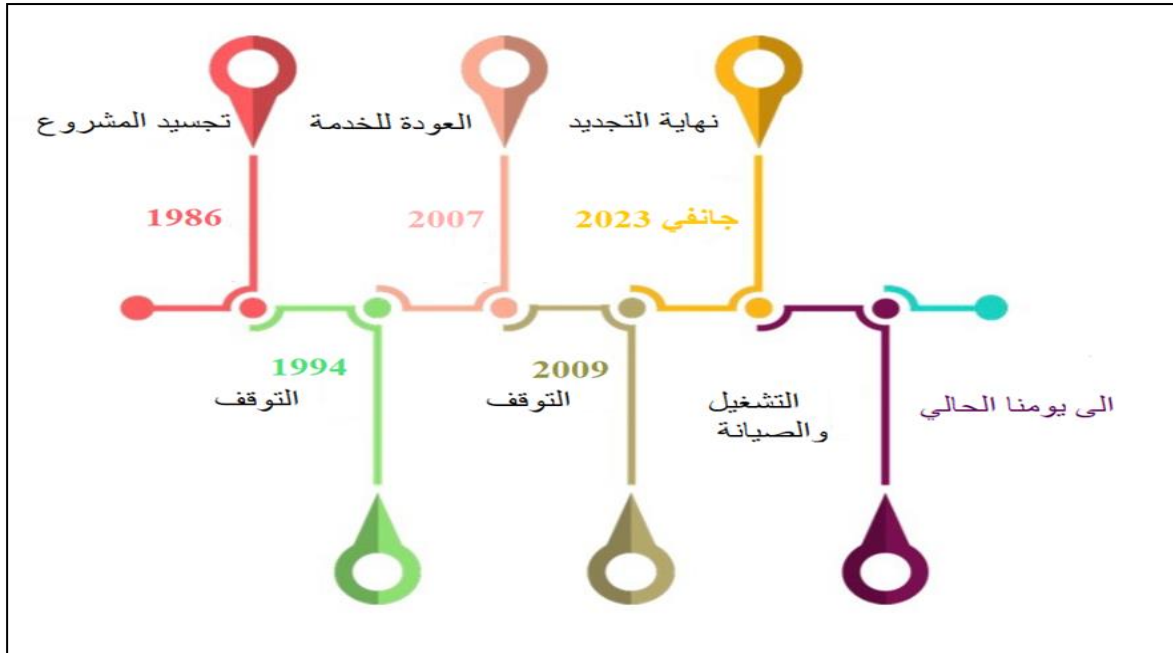 تجسيد المشروع
1986
العودة للخدمة
2007
نهاية التجديد
جانفي 2023
1994
التوقف
2009
التوقف
التشغيل
والصيانة
الى يومنا الحالي